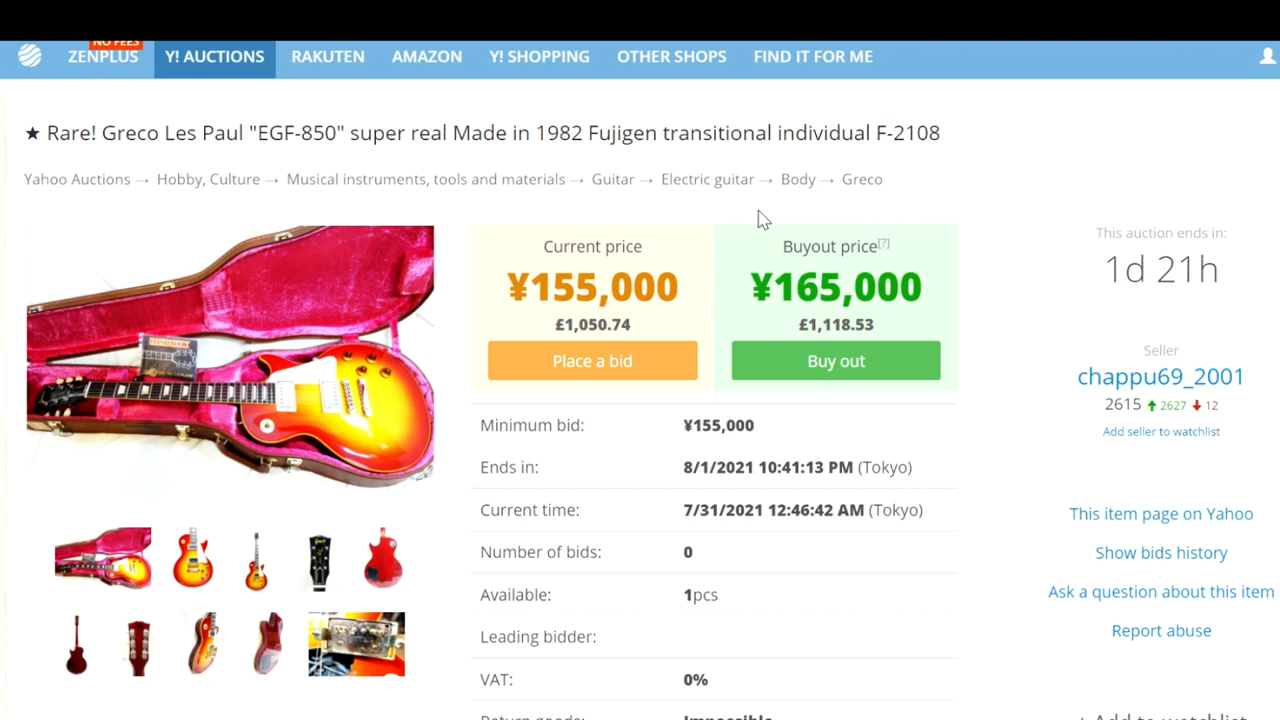 NO FEES
ZENPLUS Y! AUCTIONS RAKUTEN AMAZON Y! SHOPPING OTHER SHOPS FIND IT FOR ME
★ Rare! Greco Les Paul "EGF-850" super real Made in 1982 Fujigen transitional individual F-2108
Yahoo Auctions → Hobby, Culture → Musical instruments, tools and materials → Guitar → Electric guitar → Body → Greco
Current price
¥155,000
£1,050.74
Place a bid
Buyout price[?]
¥165,000
£1,118.53
Buy out
Minimum bid: ¥155,000
Ends in: 8/1/2021 10:41:13 PM (Tokyo)
Current time: 7/31/2021 12:46:42 AM (Tokyo)
Number of bids: 0
Available: 1pcs
Leading bidder:
VAT: 0%
Return goods: Impossible
This auction ends in:
1d 21h
Seller
chappu69_2001
2615 2627 12
Add seller to watchlist
This item page on Yahoo
Show bids history
Ask a question about this item
Report abuse
+ Add to watchlist